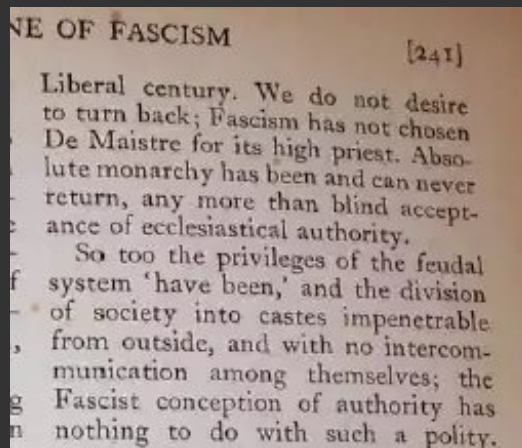 NE OF FASCISM [241]
Liberal century. We do not desire
to turn back; Fascism has not chosen
De Maistre for its high priest. Abso-
lute monarchy has been and can never
return, any more than blind accept-
ance of ecclesiastical authority.
So too the privileges of the feudal
system 'have been,' and the division
of society into castes impenetrable
from outside, and with no intercom-
munication among themselves; the
Fascist conception of authority has
nothing to do with such a polity.